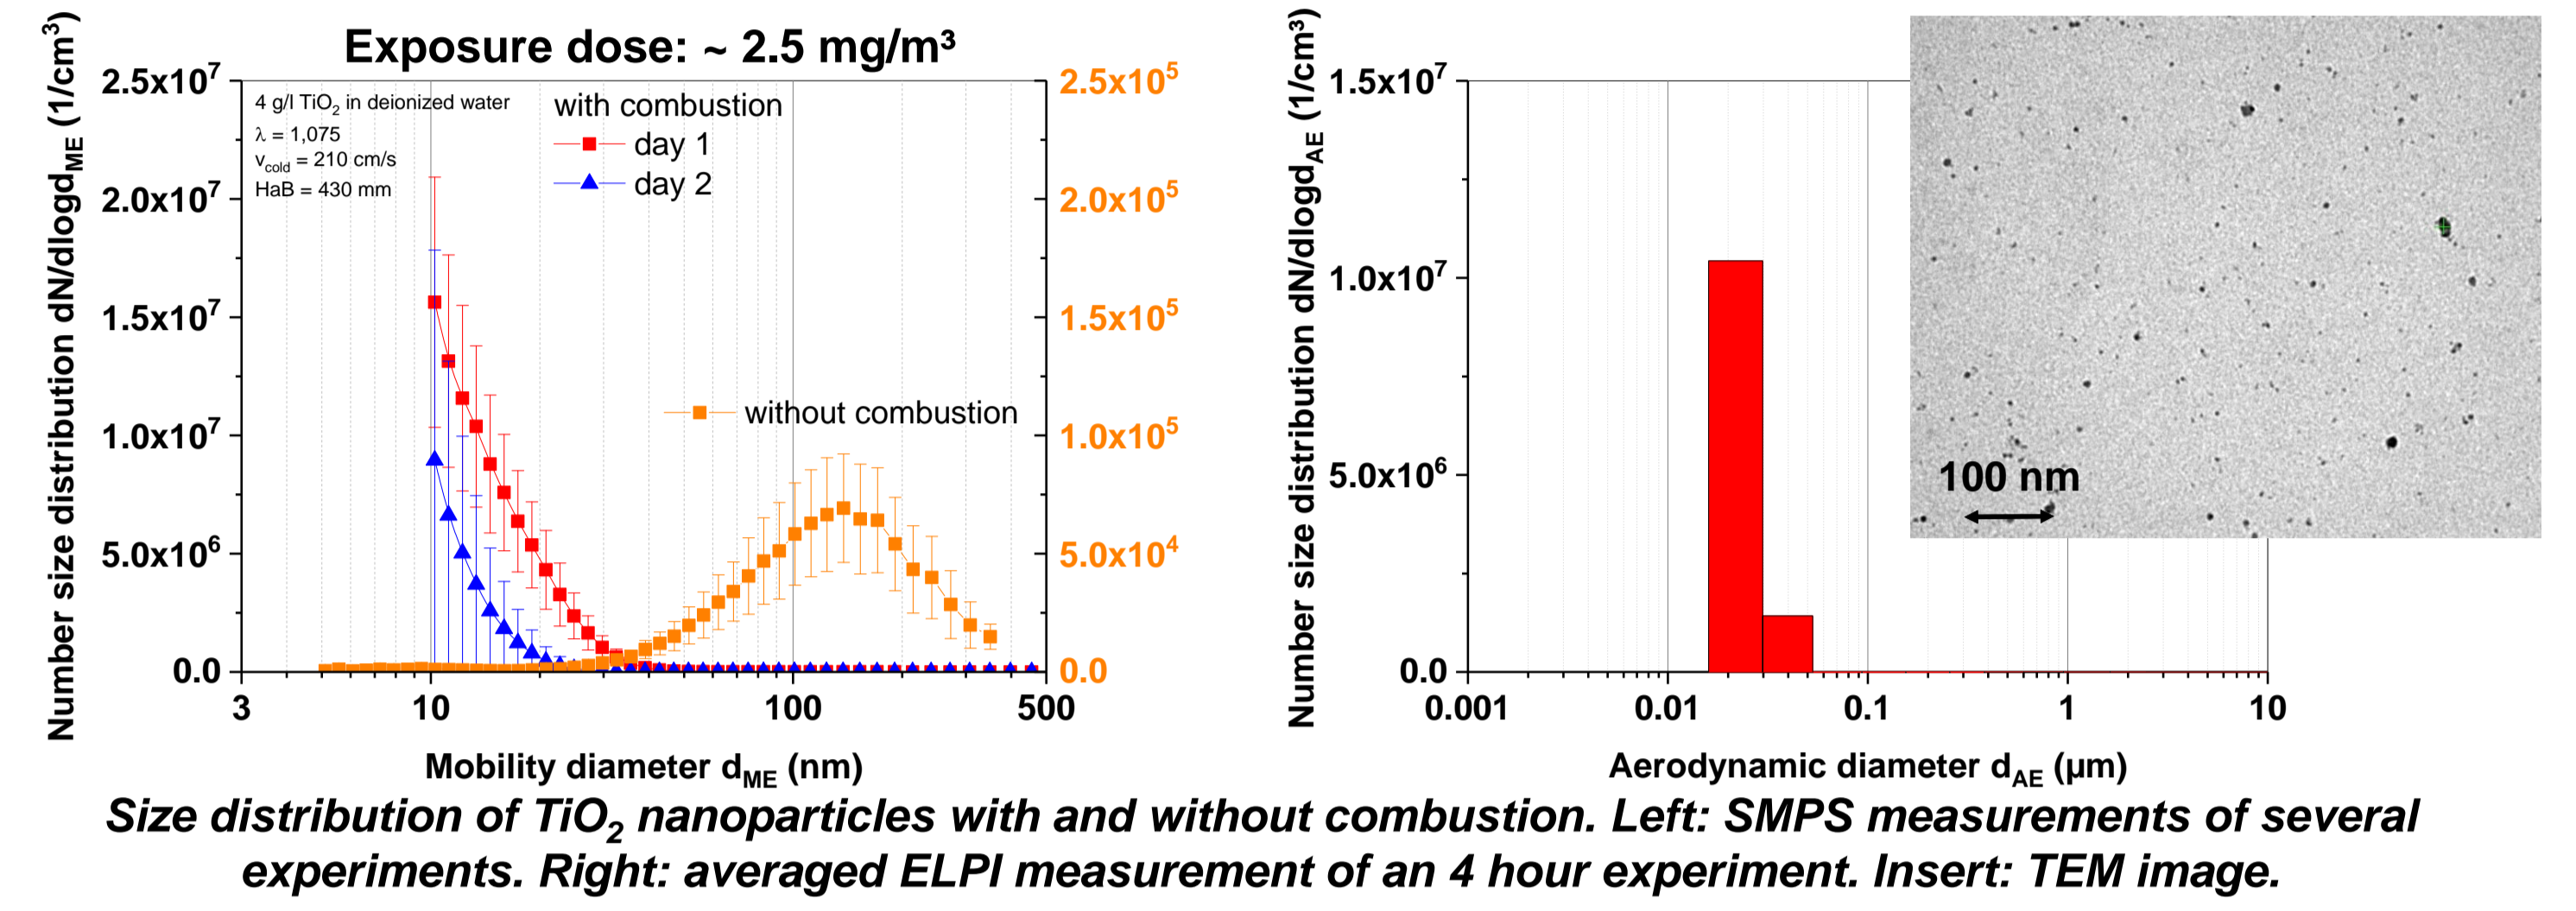 Exposure dose: ~ 2.5 mg/m³
Number size distribution dN/dlogd_ME (1/cm³)
2.5x10⁷
2.0x10⁷
1.5x10⁷
1.0x10⁷
5.0x10⁶
0.0
4 g/l TiO₂ in deionized water
λ = 1,075
v_cold = 210 cm/s
HaB = 430 mm
with combustion
day 1
day 2
without combustion
2.5x10⁵
2.0x10⁵
1.5x10⁵
1.0x10⁵
5.0x10⁴
0.0
3 10 100 500
Mobility diameter d_ME (nm)
Number size distribution dN/dlogd_AE (1/cm³)
1.5x10⁷
1.0x10⁷
5.0x10⁶
0.0
100 nm
0.001 0.01 0.1 1 10
Aerodynamic diameter d_AE (µm)
Size distribution of TiO₂ nanoparticles with and without combustion. Left: SMPS measurements of several
experiments. Right: averaged ELPI measurement of an 4 hour experiment. Insert: TEM image.